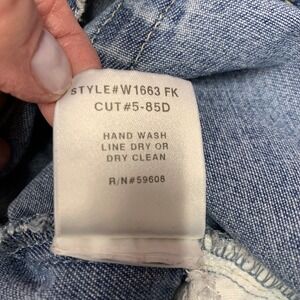 STYLE#W1663 FK
CUT#5-85D
HAND WASH
LINE DRY OR
DRY CLEAN
R/N#59608